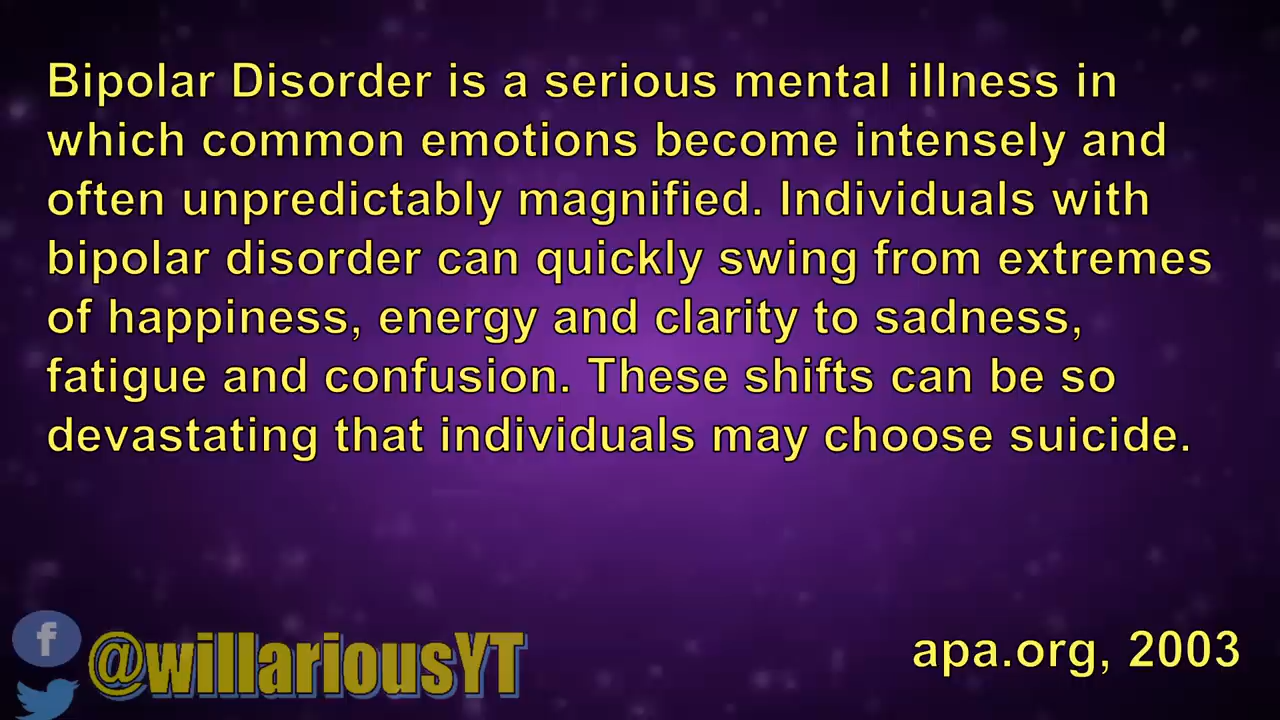 Bipolar Disorder is a serious mental illness in
which common emotions become intensely and
often unpredictably magnified. Individuals with
bipolar disorder can quickly swing from extremes
of happiness, energy and clarity to sadness,
fatigue and confusion. These shifts can be so
devastating that individuals may choose suicide.
f
@willariousYT
apa.org, 2003